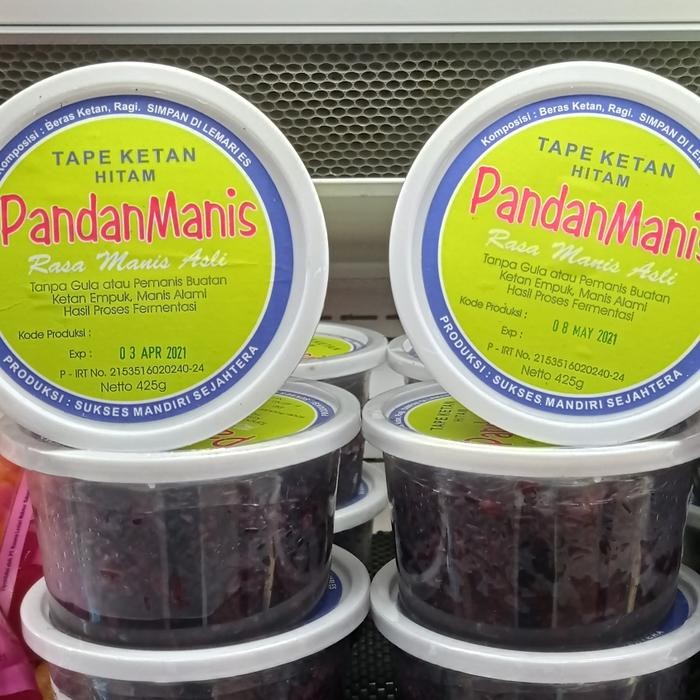 Komposisi : Beras Ketan, Ragi. SIMPAN DI LEMARI ES
TAPE KETAN
HITAM
PandanManis
Rasa Manis Asli
Tanpa Gula atau Pemanis Buatan
Ketan Empuk, Manis Alami
Hasil Proses Fermentasi
Kode Produksi :
Exp : 03 APR 2021
P - IRT No. 2153516020240-24
Netto 425g
PRODUKSI : SUKSES MANDIRI SEJAHTERA
Komposisi : Beras Ketan, Ragi. SIMPAN DI LE
TAPE KETAN
HITAM
PandanManis
Rasa Manis Asli
Tanpa Gula atau Pemanis Buatan
Ketan Empuk, Manis Alami
Hasil Proses Fermentasi
Kode Produksi :
Exp : 08 MAY 2021
P - IRT No. 2153516020240-24
Netto 425g
PRODUKSI : SUKSES MANDIRI SEJAHTERA
TAPE KETAN